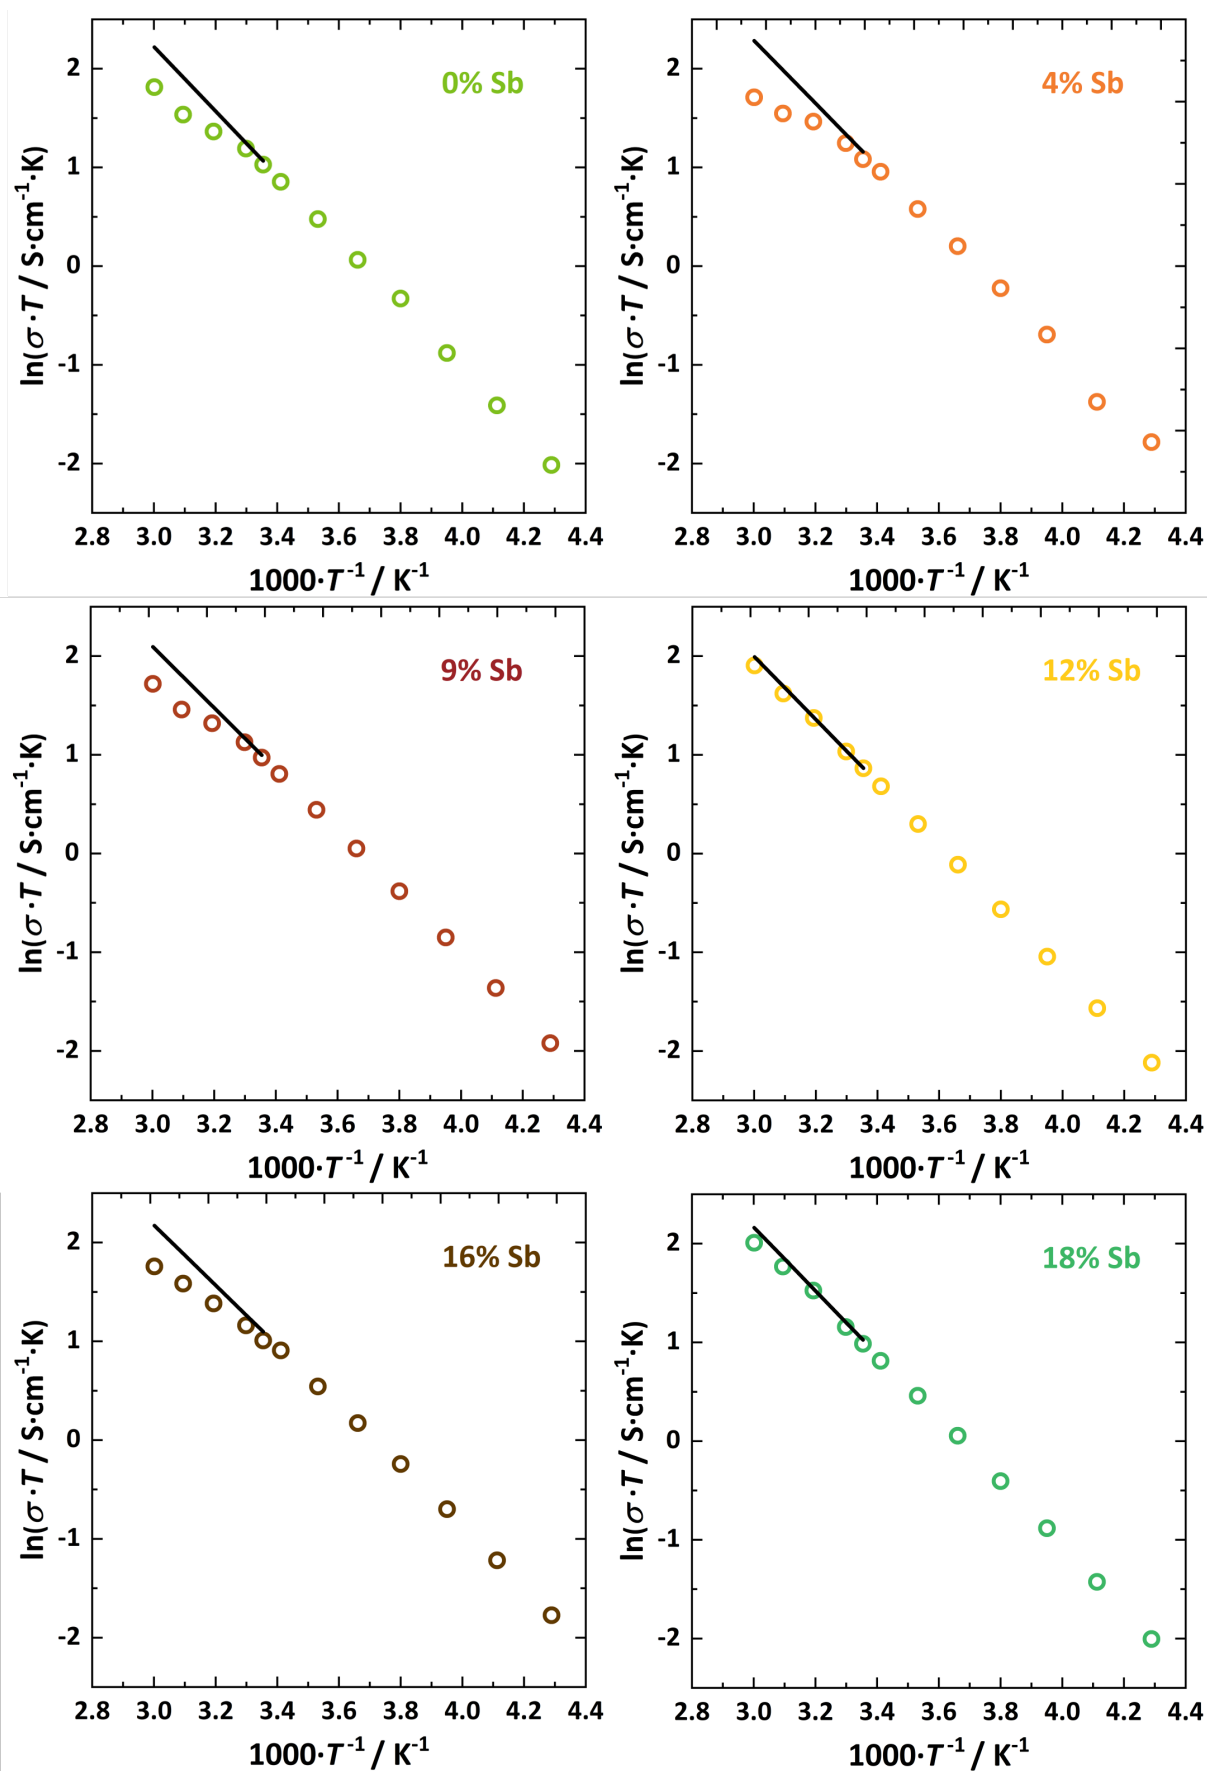 0% Sb
2
1
0
-1
-2
ln(σ·T / S·cm⁻¹·K)
2.8 3.0 3.2 3.4 3.6 3.8 4.0 4.2 4.4
1000·T⁻¹ / K⁻¹
4% Sb
2
1
0
-1
-2
ln(σ·T / S·cm⁻¹·K)
2.8 3.0 3.2 3.4 3.6 3.8 4.0 4.2 4.4
1000·T⁻¹ / K⁻¹
9% Sb
2
1
0
-1
-2
ln(σ·T / S·cm⁻¹·K)
2.8 3.0 3.2 3.4 3.6 3.8 4.0 4.2 4.4
1000·T⁻¹ / K⁻¹
12% Sb
2
1
0
-1
-2
ln(σ·T / S·cm⁻¹·K)
2.8 3.0 3.2 3.4 3.6 3.8 4.0 4.2 4.4
1000·T⁻¹ / K⁻¹
16% Sb
2
1
0
-1
-2
ln(σ·T / S·cm⁻¹·K)
2.8 3.0 3.2 3.4 3.6 3.8 4.0 4.2 4.4
1000·T⁻¹ / K⁻¹
18% Sb
2
1
0
-1
-2
ln(σ·T / S·cm⁻¹·K)
2.8 3.0 3.2 3.4 3.6 3.8 4.0 4.2 4.4
1000·T⁻¹ / K⁻¹